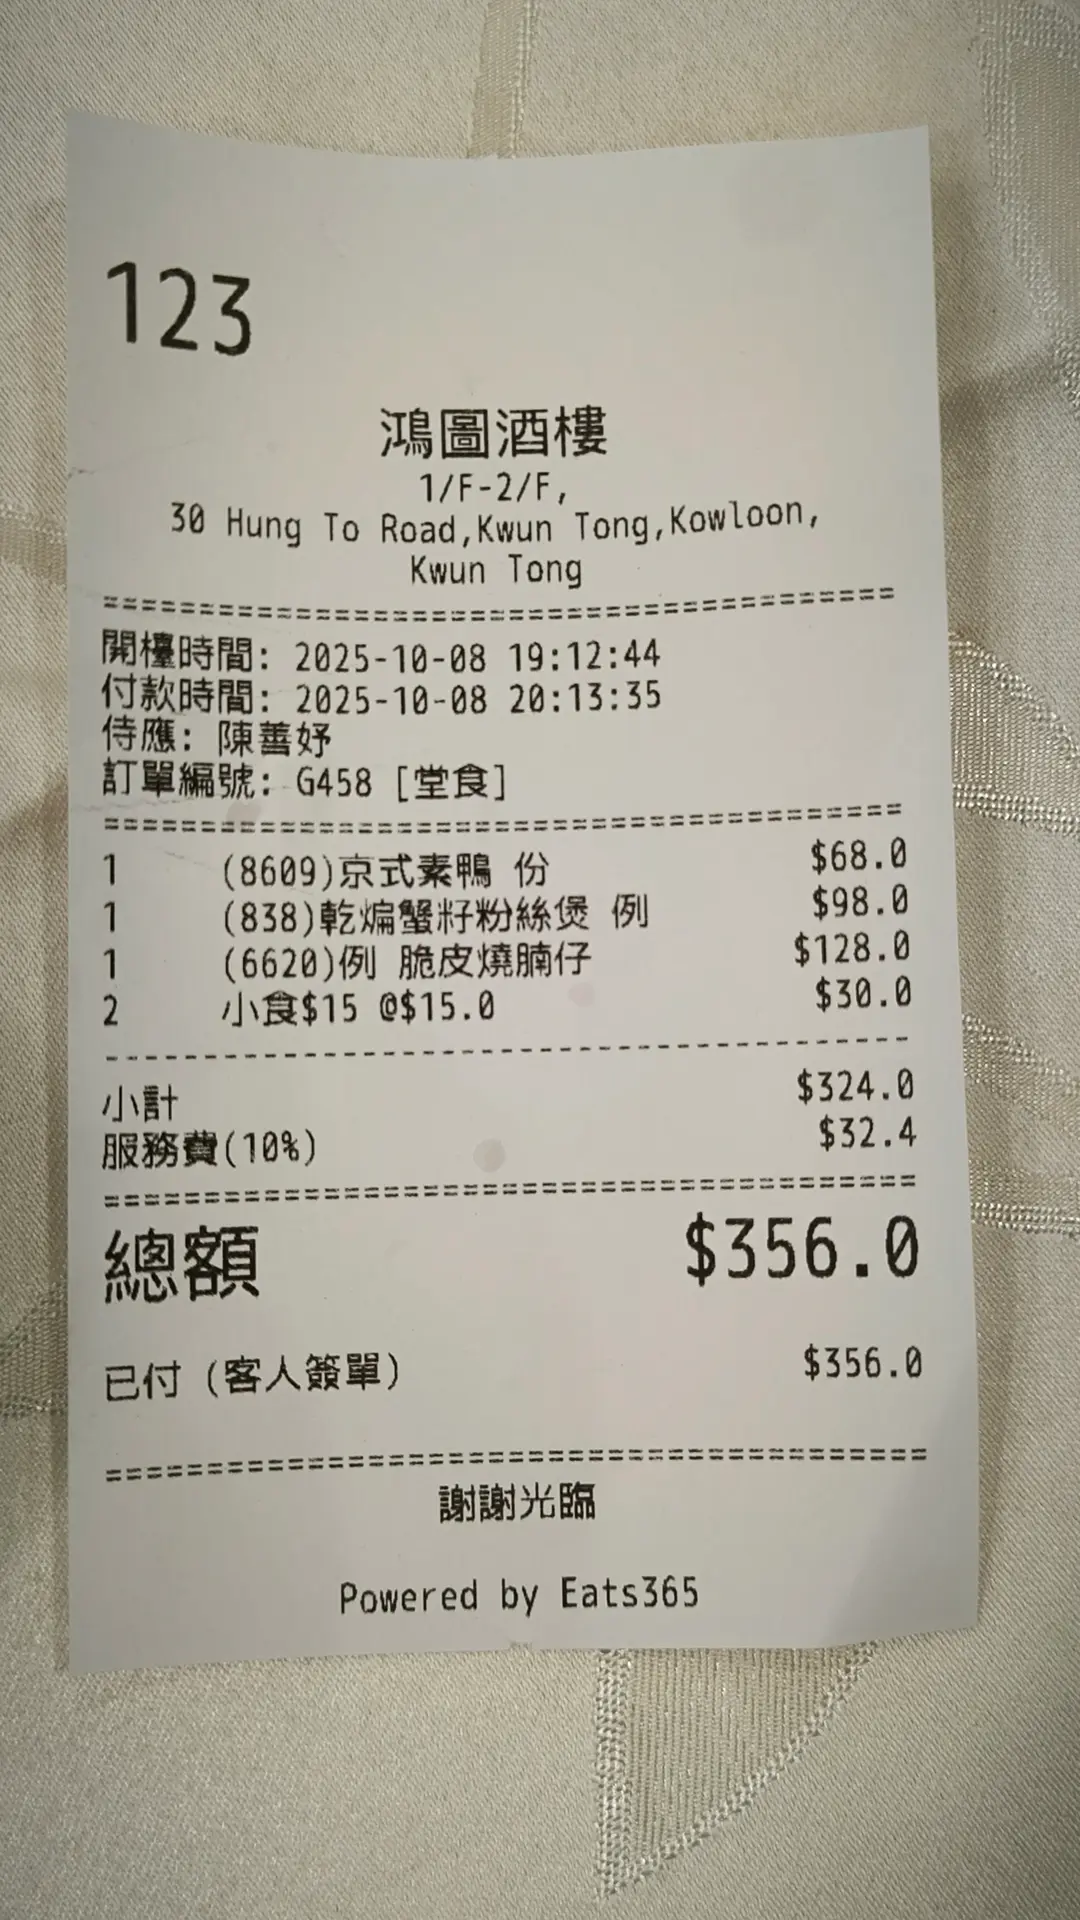 123
鴻圖酒樓
1/F-2/F,
30 Hung To Road,Kwun Tong,Kowloon,
Kwun Tong
==========================================
開檯時間: 2025-10-08 19:12:44
付款時間: 2025-10-08 20:13:35
侍應: 陳善妤
訂單編號: G458 [堂食]
==========================================
1 (8609)京式素鴨 份 $68.0
1 (838)乾煸蟹籽粉絲煲 例 $98.0
1 (6620)例 脆皮燒腩仔 $128.0
2 小食$15 @$15.0 $30.0
------------------------------------------
小計 $324.0
服務費(10%) $32.4
==========================================
總額 $356.0
已付 (客人簽單) $356.0
==========================================
謝謝光臨
Powered by Eats365